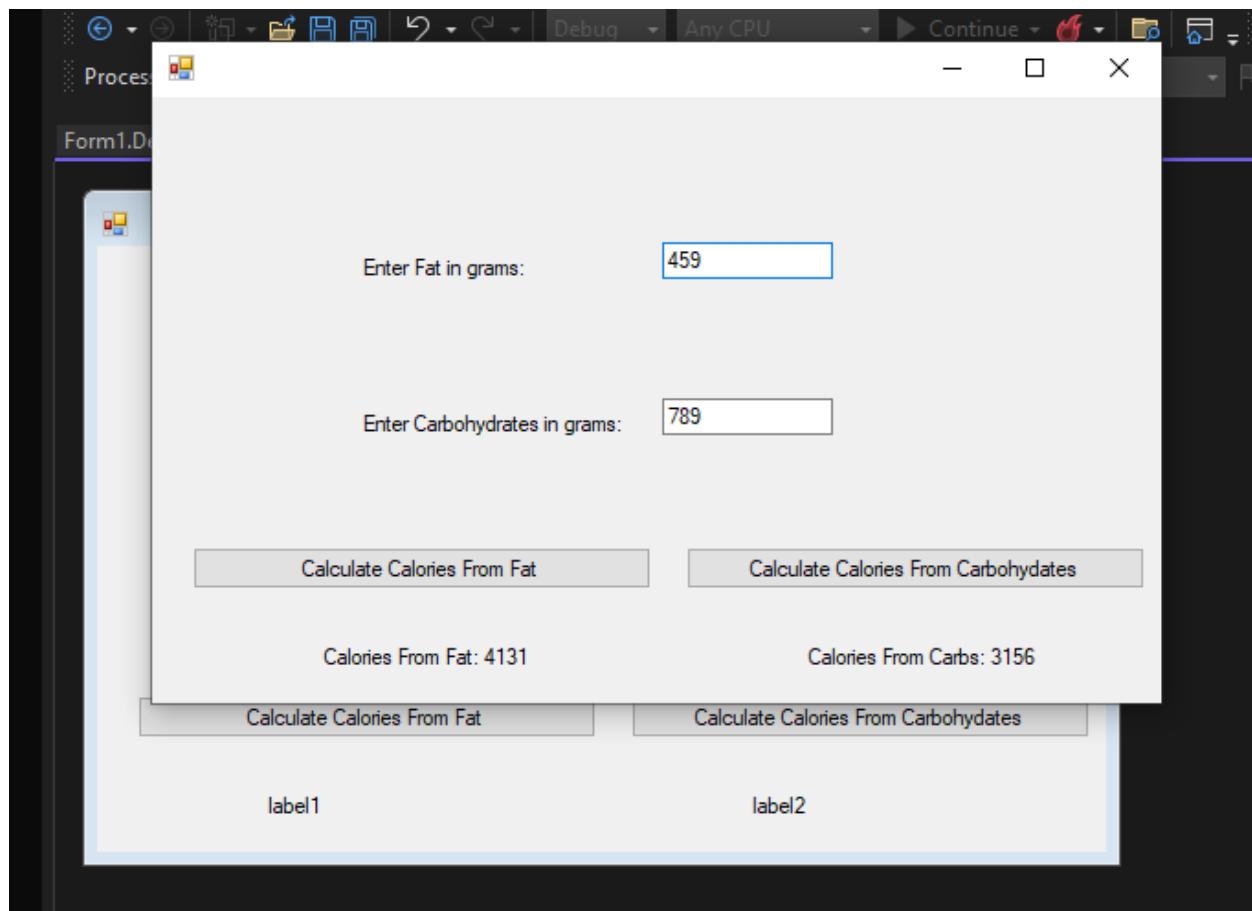 Debug Any CPU Continue
Proces
Form1.De
Enter Fat in grams: 459
Enter Carbohydrates in grams: 789
Calculate Calories From Fat Calculate Calories From Carbohydates
Calories From Fat: 4131 Calories From Carbs: 3156
Calculate Calories From Fat Calculate Calories From Carbohydates
label1 label2